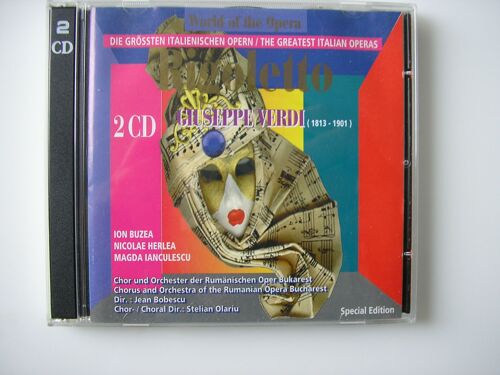 2
CD
World of the Opera
DIE GRÖSSTEN ITALIENISCHEN OPERN / THE GREATEST ITALIAN OPERAS
Rigoletto
GIUSEPPE VERDI (1813 - 1901)
2 CD
ION BUZEA
NICOLAE HERLEA
MAGDA IANCULESCU
Chor und Orchester der Rumänischen Oper Bukarest
Chorus and Orchestra of the Rumanian Opera Bucharest
Dir. : Jean Bobescu
Chor- / Choral Dir.: Stelian Olariu
Special Edition